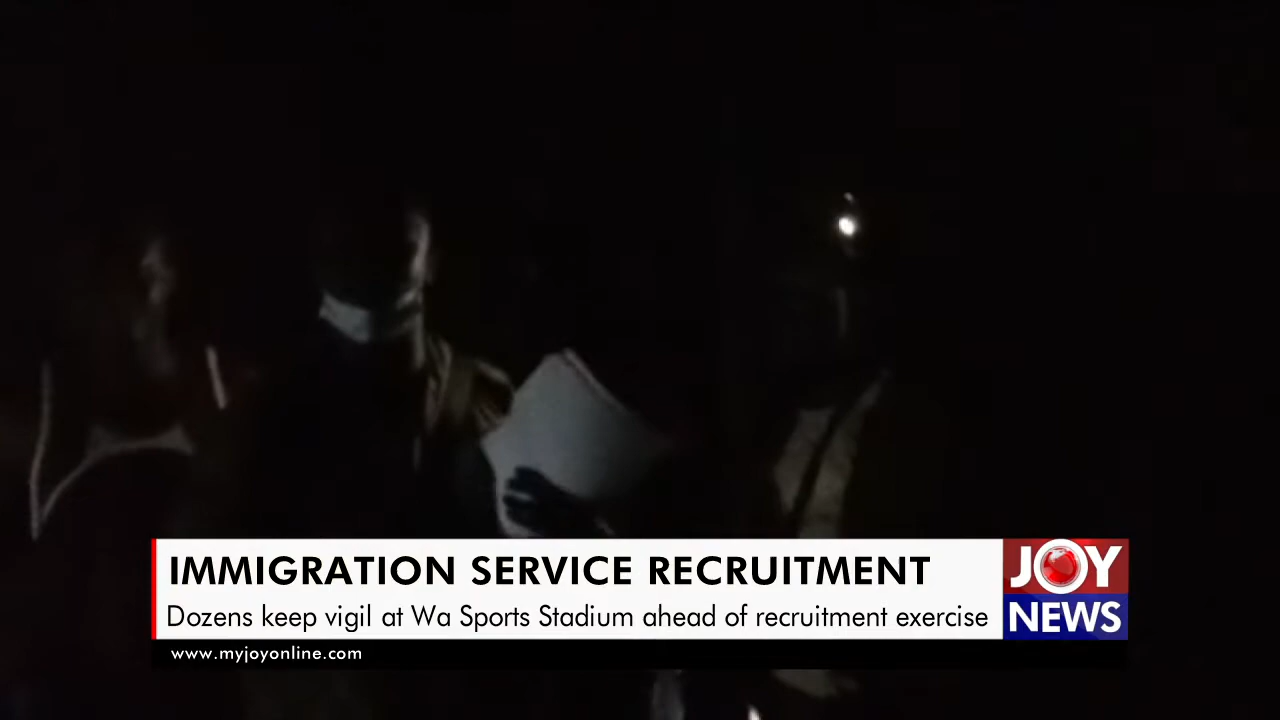 IMMIGRATION SERVICE RECRUITMENT
Dozens keep vigil at Wa Sports Stadium ahead of recruitment exercise
JOY
NEWS
www.myjoyonline.com